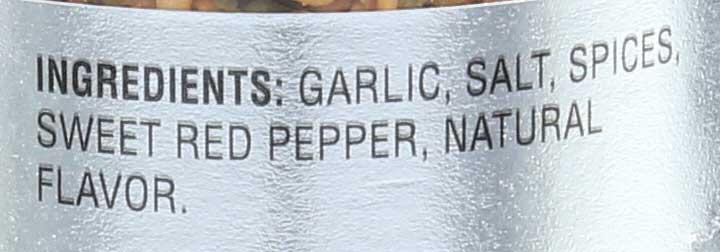 INGREDIENTS: GARLIC, SALT, SPICES,
SWEET RED PEPPER, NATURAL
FLAVOR.